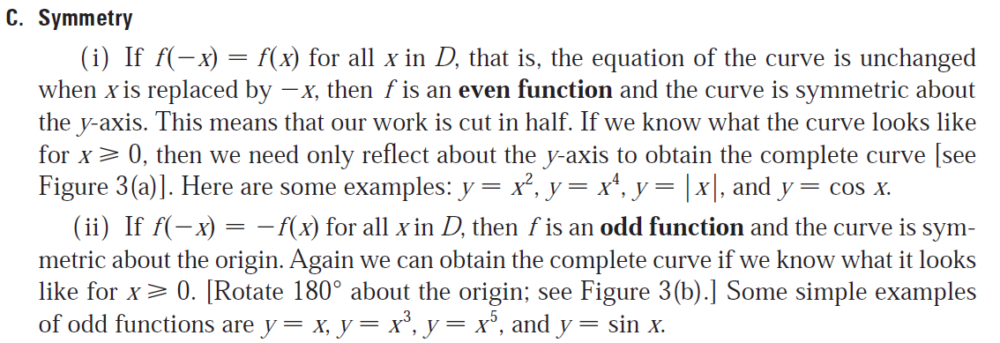 C. Symmetry
(i) If f(−x) = f(x) for all x in D, that is, the equation of the curve is unchanged
when x is replaced by −x, then f is an even function and the curve is symmetric about
the y-axis. This means that our work is cut in half. If we know what the curve looks like
for x ≥ 0, then we need only reflect about the y-axis to obtain the complete curve [see
Figure 3(a)]. Here are some examples: y = x², y = x⁴, y = |x|, and y = cos x.
(ii) If f(−x) = −f(x) for all x in D, then f is an odd function and the curve is sym-
metric about the origin. Again we can obtain the complete curve if we know what it looks
like for x ≥ 0. [Rotate 180° about the origin; see Figure 3(b).] Some simple examples
of odd functions are y = x, y = x³, y = x⁵, and y = sin x.